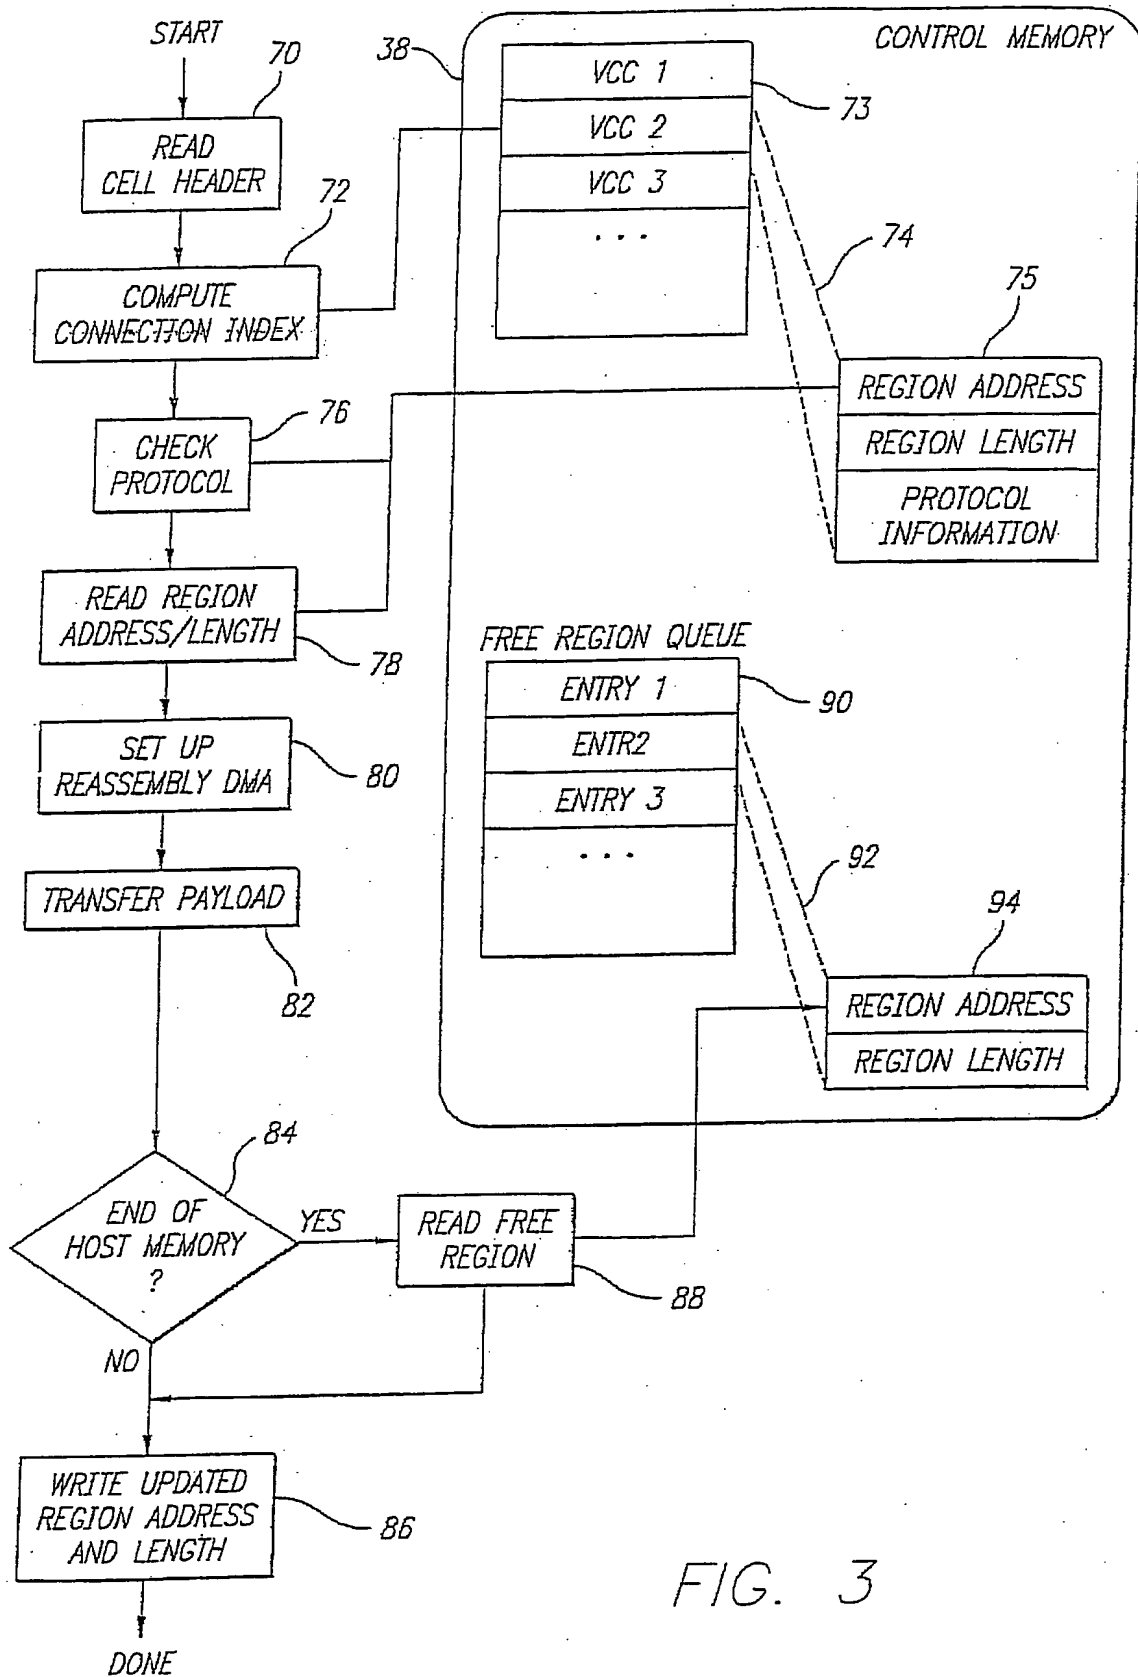 START
70
READ
CELL HEADER
72
COMPUTE
CONNECTION INDEX
76
CHECK
PROTOCOL
READ REGION
ADDRESS/LENGTH
78
SET UP
REASSEMBLY DMA
80
TRANSFER PAYLOAD
82
84
END OF
HOST MEMORY
?
YES
NO
READ FREE
REGION
88
WRITE UPDATED
REGION ADDRESS
AND LENGTH
86
DONE
38
CONTROL MEMORY
VCC 1
VCC 2
VCC 3
...
73
74
75
REGION ADDRESS
REGION LENGTH
PROTOCOL
INFORMATION
FREE REGION QUEUE
ENTRY 1
ENTR2
ENTRY 3
...
90
92
94
REGION ADDRESS
REGION LENGTH
FIG. 3